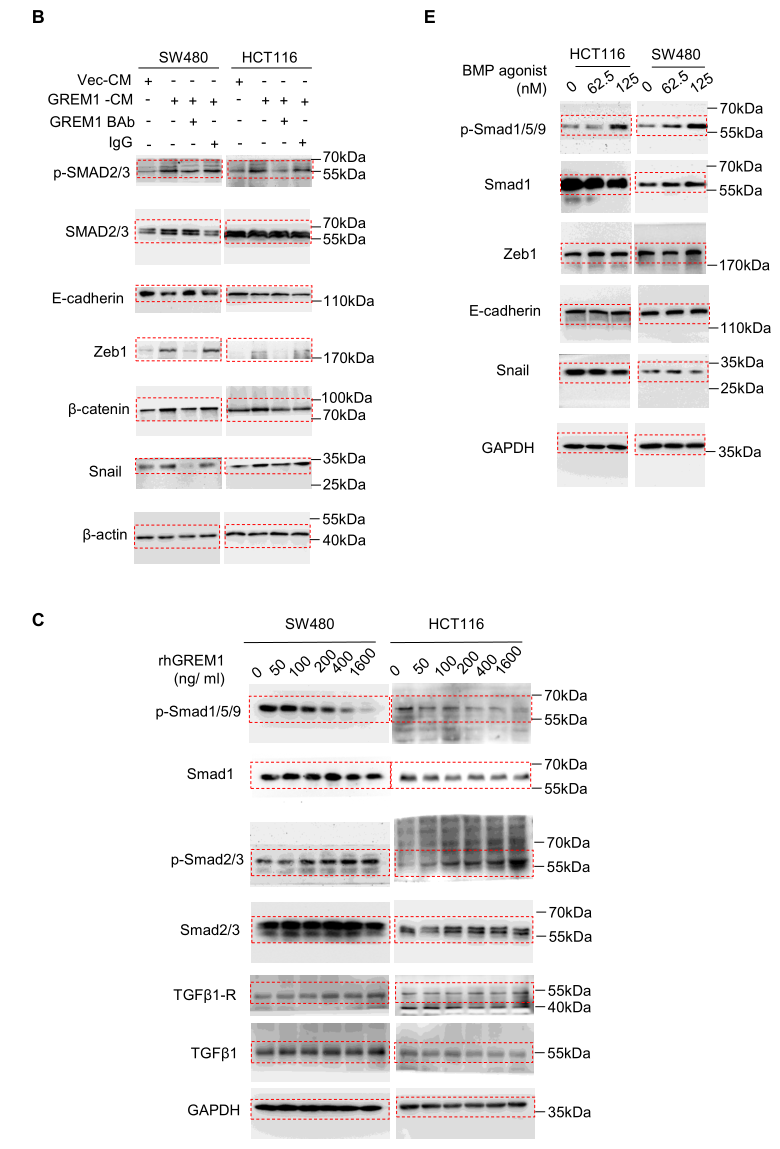 B
SW480 HCT116
Vec-CM + - - - + - - -
GREM1 -CM - + + + - + + +
GREM1 BAb - - + - - - + -
IgG - - - + - - - +
p-SMAD2/3 70kDa
55kDa
SMAD2/3 70kDa
55kDa
E-cadherin 110kDa
Zeb1 170kDa
β-catenin 100kDa
70kDa
Snail 35kDa
25kDa
β-actin 55kDa
40kDa
E
HCT116 SW480
BMP agonist
(nM) 0 62.5 125 0 62.5 125
p-Smad1/5/9 70kDa
55kDa
Smad1 70kDa
55kDa
Zeb1 170kDa
E-cadherin 110kDa
Snail 35kDa
25kDa
GAPDH 35kDa
C
SW480 HCT116
rhGREM1
(ng/ ml) 0 50 100 200 400 1600 0 50 100 200 400 1600
p-Smad1/5/9 70kDa
55kDa
Smad1 70kDa
55kDa
p-Smad2/3 70kDa
55kDa
Smad2/3 70kDa
55kDa
TGFβ1-R 55kDa
40kDa
TGFβ1 55kDa
GAPDH 35kDa